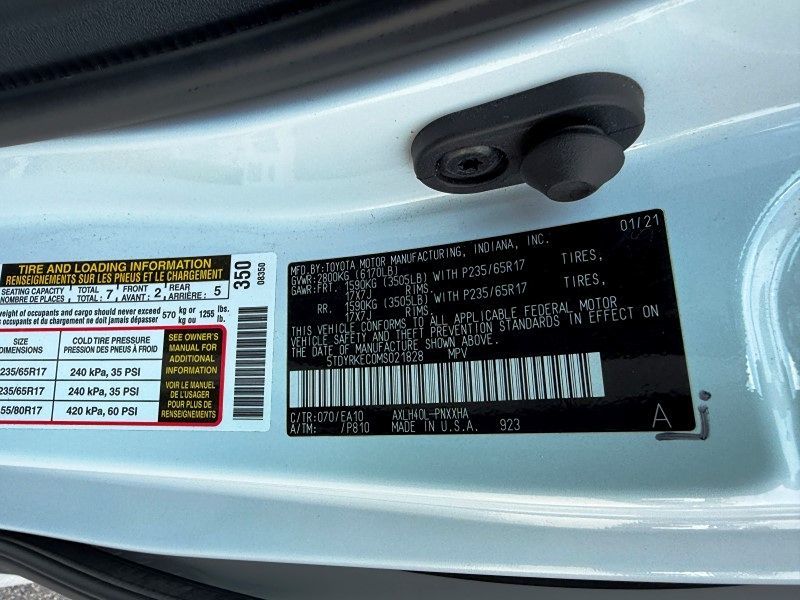 TIRE AND LOADING INFORMATION
RENSEIGNEMENTS SUR LES PNEUS ET LE CHARGEMENT
SEATING CAPACITY TOTAL : 7 FRONT : 2 REAR : 5
NOMBRE DE PLACES TOTAL : 7 AVANT : 2 ARRIÈRE : 5
weight of occupants and cargo should never exceed 570 kg or 1255 lbs.
occupants et du chargement ne doit jamais dépasser 570 kg ou 1255 lb.
350
08350
SIZE
DIMENSIONS
COLD TIRE PRESSURE
PRESSION DES PNEUS À FROID
235/65R17 240 kPa, 35 PSI
235/65R17 240 kPa, 35 PSI
55/80R17 420 kPa, 60 PSI
SEE OWNER'S
MANUAL FOR
ADDITIONAL
INFORMATION
VOIR LE MANUEL
DE L'USAGER
POUR PLUS DE
RENSEIGNEMENTS
01/21
MFD.BY:TOYOTA MOTOR MANUFACTURING, INDIANA, INC.
GVWR:2800KG (6170LB)
GAWR:FRT. 1590KG (3505LB) WITH P235/65R17 TIRES,
17X7J RIMS,
RR. 1590KG (3505LB) WITH P235/65R17 TIRES,
17X7J RIMS.
THIS VEHICLE CONFORMS TO ALL APPLICABLE FEDERAL MOTOR
VEHICLE SAFETY AND THEFT PREVENTION STANDARDS IN EFFECT ON
THE DATE OF MANUFACTURE SHOWN ABOVE.
5TDYRKEC0MS021828 MPV
C/TR:070/EA10 AXLH40L-PNXXHA
A/TM: /P810 MADE IN U.S.A. 923
A